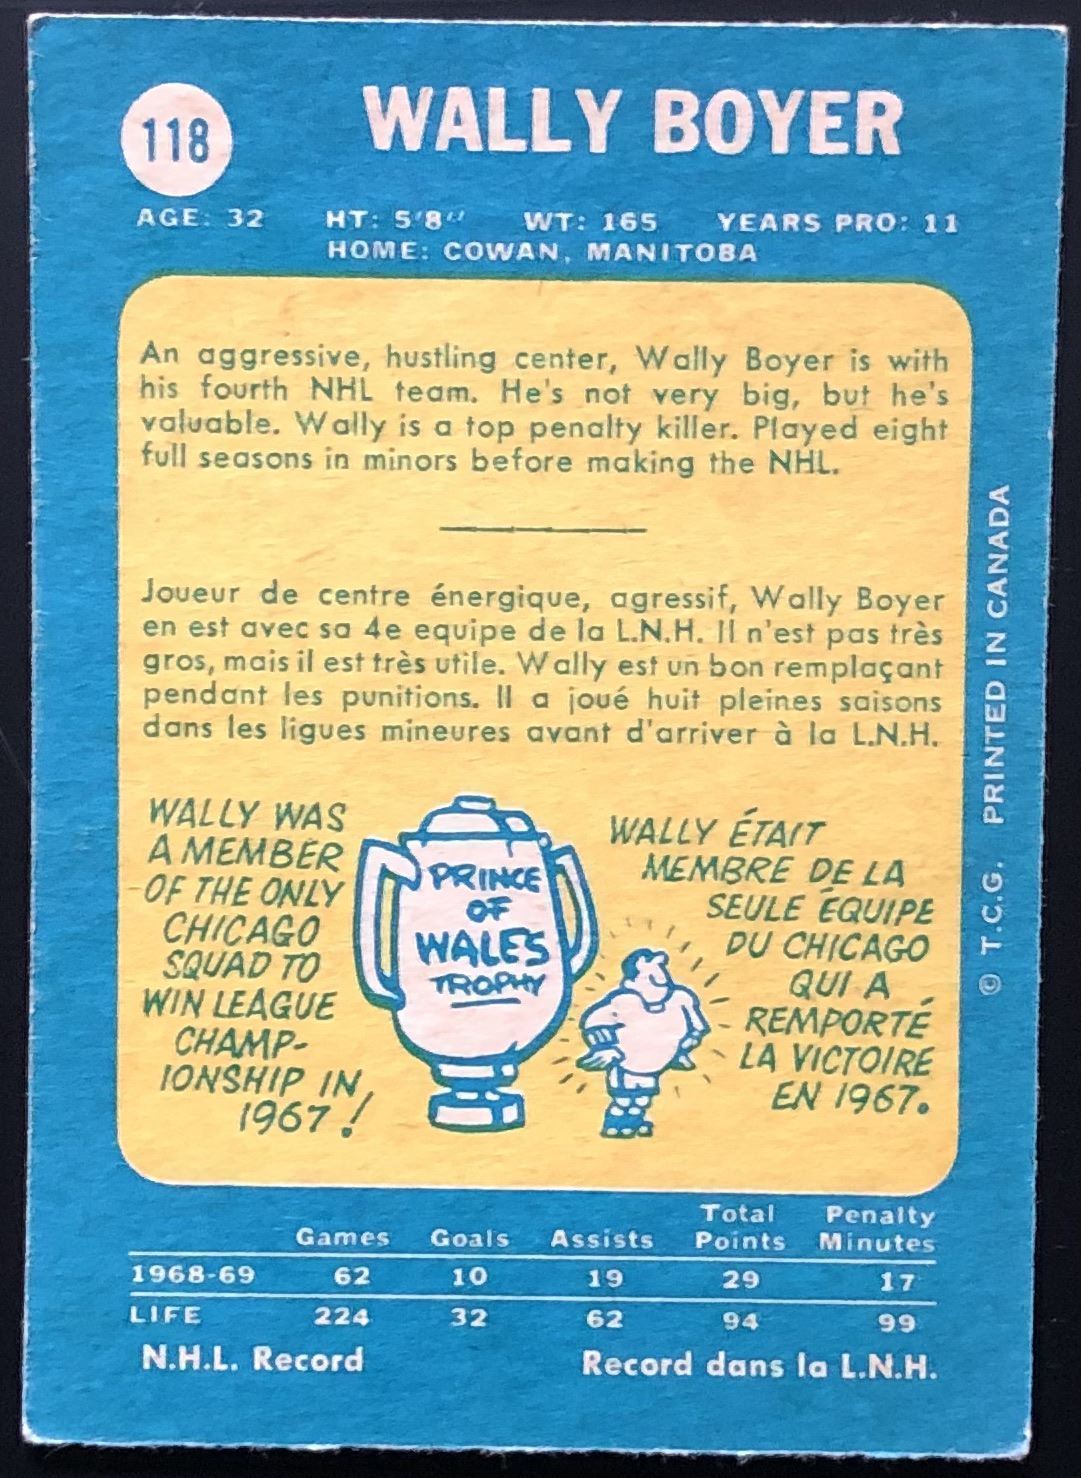 118
WALLY BOYER
AGE: 32 HT: 5'8" WT: 165 YEARS PRO: 11
HOME: COWAN, MANITOBA
An aggressive, hustling center, Wally Boyer is with
his fourth NHL team. He's not very big, but he's
valuable. Wally is a top penalty killer. Played eight
full seasons in minors before making the NHL.
Joueur de centre énergique, agressif, Wally Boyer
en est avec sa 4e equipe de la L.N.H. Il n'est pas très
gros, mais il est très utile. Wally est un bon remplaçant
pendant les punitions. Il a joué huit pleines saisons
dans les ligues mineures avant d'arriver à la L.N.H.
WALLY WAS
A MEMBER
OF THE ONLY
CHICAGO
SQUAD TO
WIN LEAGUE
CHAMP-
IONSHIP IN
1967!
PRINCE
OF
WALES
TROPHY
WALLY ÉTAIT
MEMBRE DE LA
SEULE ÉQUIPE
DU CHICAGO
QUI A
REMPORTÉ
LA VICTOIRE
EN 1967.
© T.C.G. PRINTED IN CANADA
Games Goals Assists Total Points Penalty Minutes
1968-69 62 10 19 29 17
LIFE 224 32 62 94 99
N.H.L. Record Record dans la L.N.H.